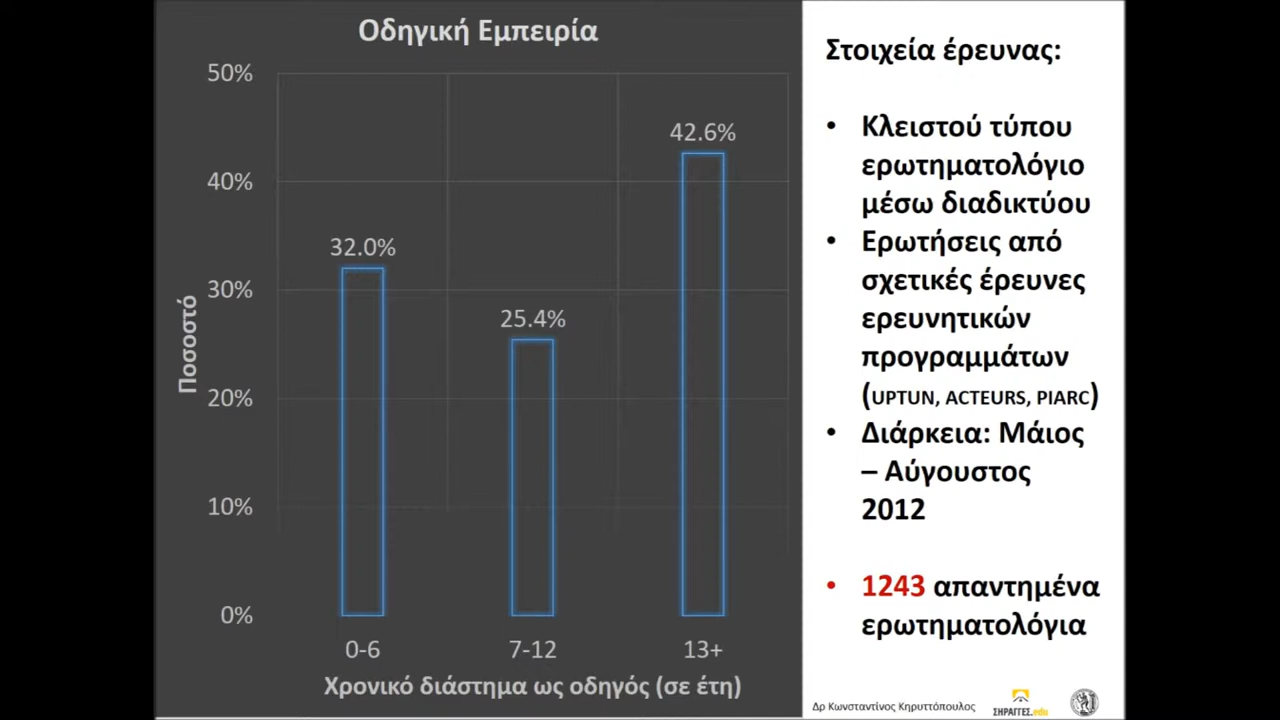 Οδηγική Εμπειρία
50%
40%
30%
20%
10%
0%
Ποσοστό
32.0%
25.4%
42.6%
0-6
7-12
13+
Χρονικό διάστημα ως οδηγός (σε έτη)
Στοιχεία έρευνας:
• Κλειστού τύπου
ερωτηματολόγιο
μέσω διαδικτύου
• Ερωτήσεις από
σχετικές έρευνες
ερευνητικών
προγραμμάτων
(UPTUN, ACTEURS, PIARC)
• Διάρκεια: Μάιος
– Αύγουστος
2012
• 1243 απαντημένα
ερωτηματολόγια
Δρ Κωνσταντίνος Κηρυττόπουλος
ΣΗΡΑΓΓΕΣ.edu